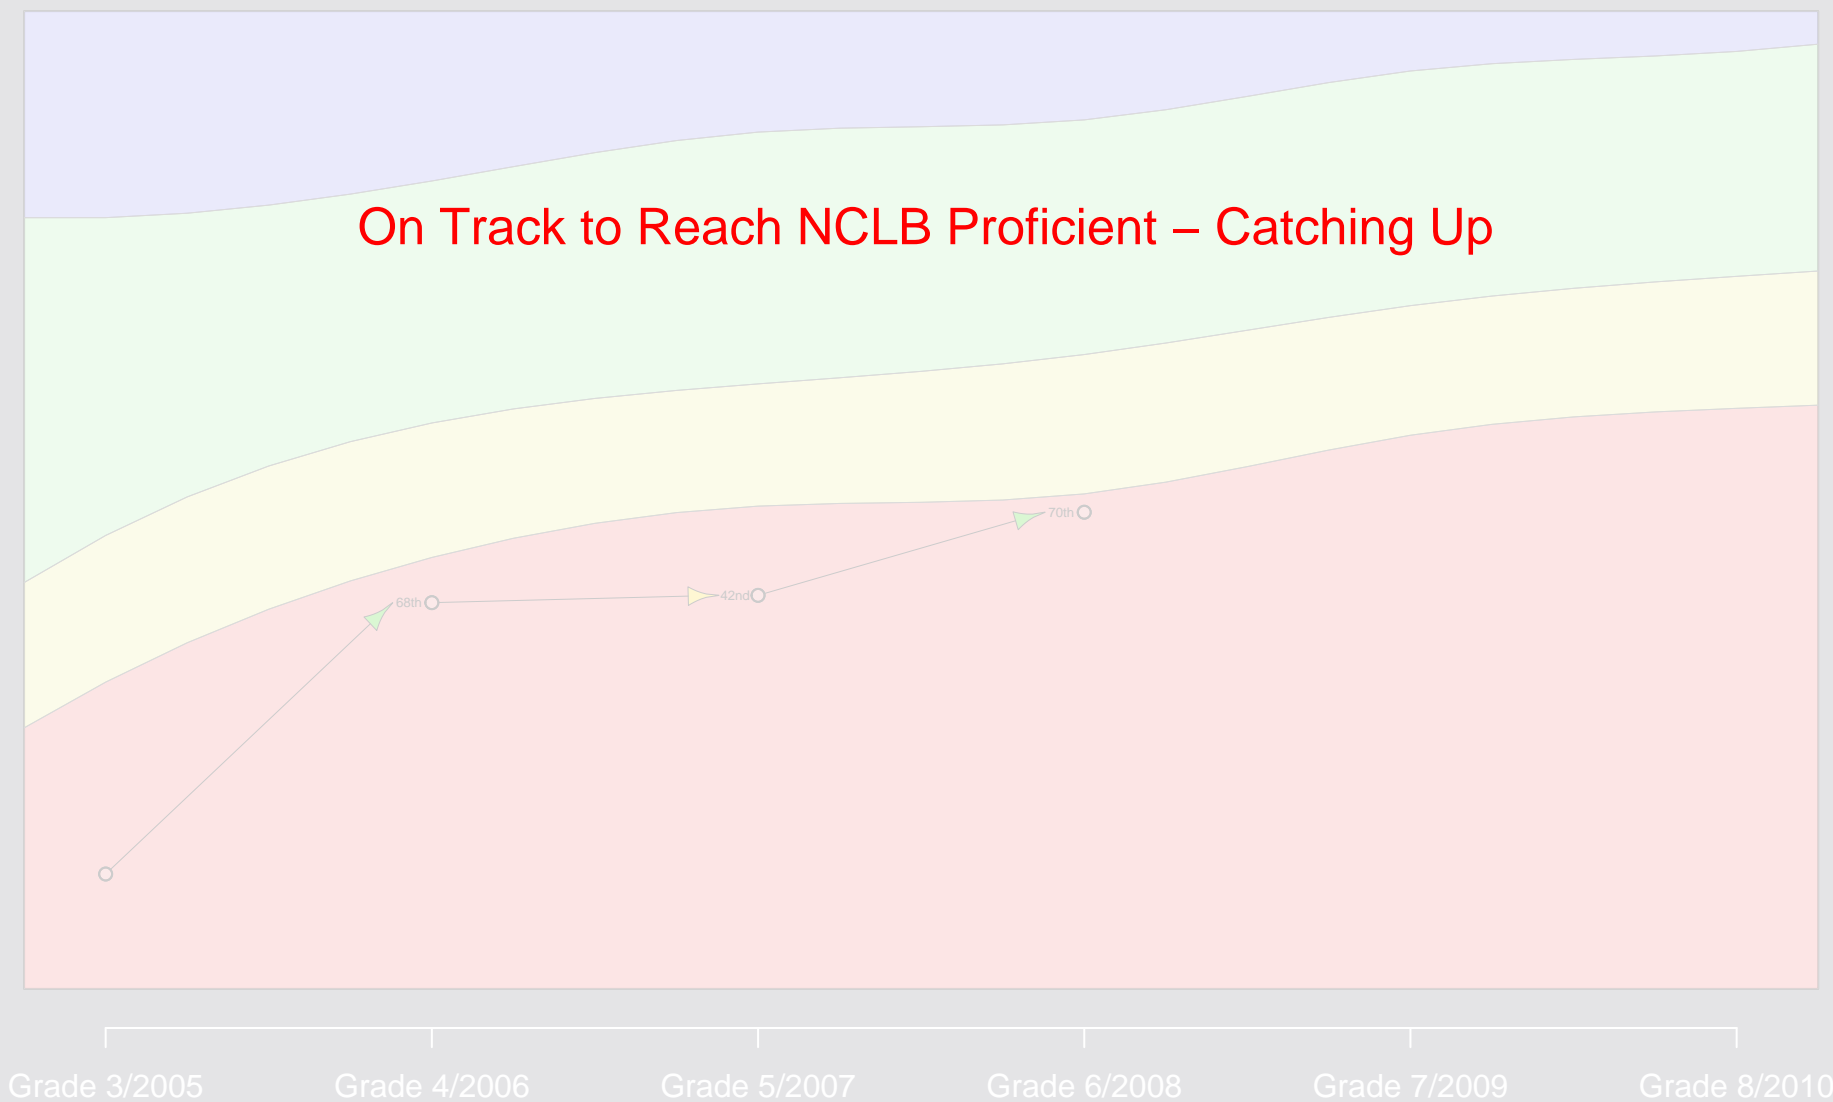 On Track to Reach NCLB Proficient – Catching Up
70th
68th
42nd
Grade 3/2005 Grade 4/2006 Grade 5/2007 Grade 6/2008 Grade 7/2009 Grade 8/2010